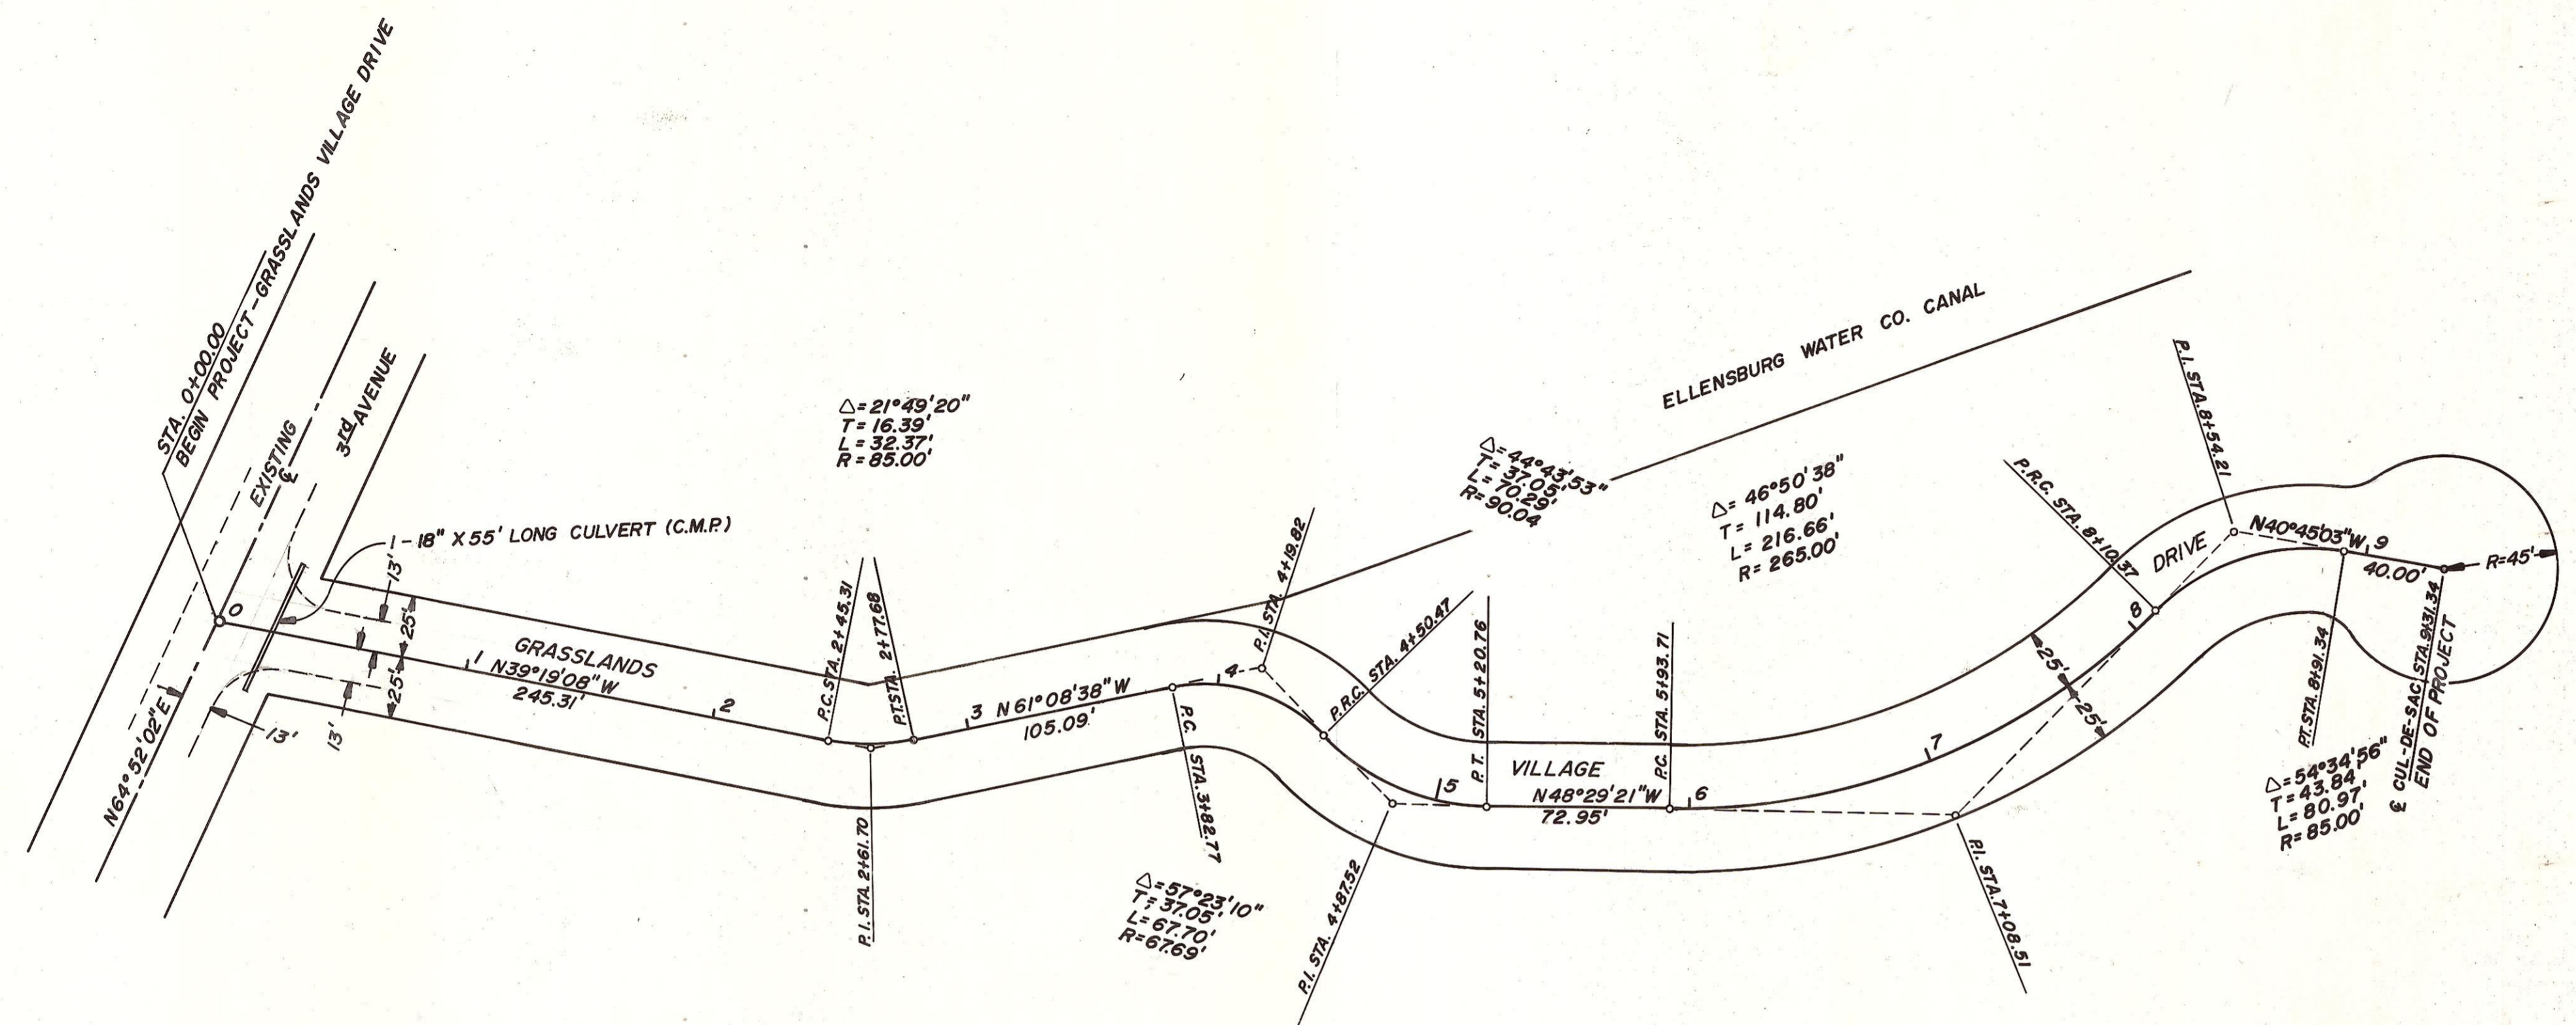 STA. 0+00.00
BEGIN PROJECT-GRASSLANDS VILLAGE DRIVE
EXISTING
℄
3rd AVENUE
1-18" X 55' LONG CULVERT (C.M.P.)
13'
25'
25'
13'
13'
N64°52'02"E
0
1
GRASSLANDS
N39°19'08"W
245.31'
2
P.C. STA. 2+45.31
P.T. STA. 2+77.68
P.I. STA. 2+61.70
△=21°49'20"
T=16.39'
L=32.37'
R=85.00'
3
N61°08'38"W
105.09'
P.C. STA. 3+82.77
4
P.I. STA. 4+19.82
△=57°23'10"
T=37.05'
L=67.70'
R=67.69'
P.R.C. STA. 4+50.47
P.I. STA. 4+87.52
△=44°43'53"
T=37.05'
L=70.29'
R=90.04
5
P.T. STA. 5+20.76
VILLAGE
N48°29'21"W
72.95'
P.C. STA. 5+93.71
6
ELLENSBURG WATER CO. CANAL
△=46°50'38"
T=114.80'
L=216.66'
R=265.00'
7
P.I. STA. 7+08.51
25'
25'
8
P.R.C. STA. 8+10.37
DRIVE
P.I. STA. 8+54.21
N40°45'03"W
9
40.00'
R=45'
P.T. STA. 8+91.34
△=54°34'56"
T=43.84'
L=80.97'
R=85.00'
℄ CUL-DE-SAC STA. 9+31.34
END OF PROJECT